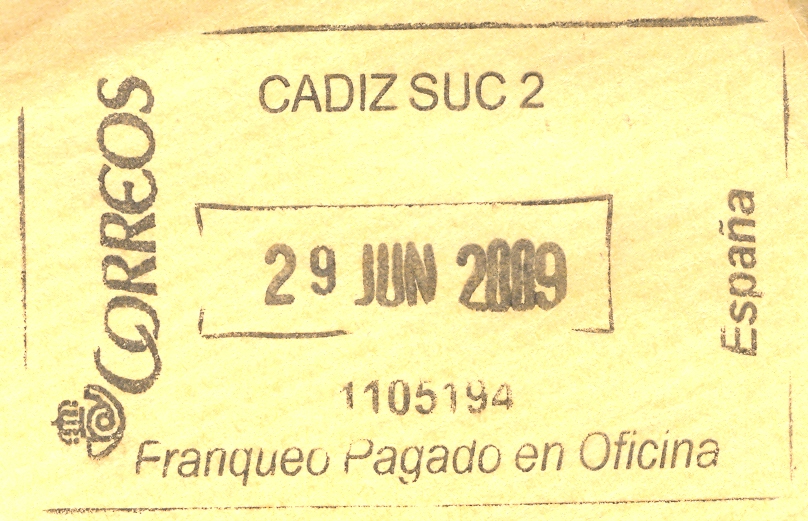 CADIZ SUC 2
CORREOS
29 JUN 2009
España
1105194
Franqueo Pagado en Oficina